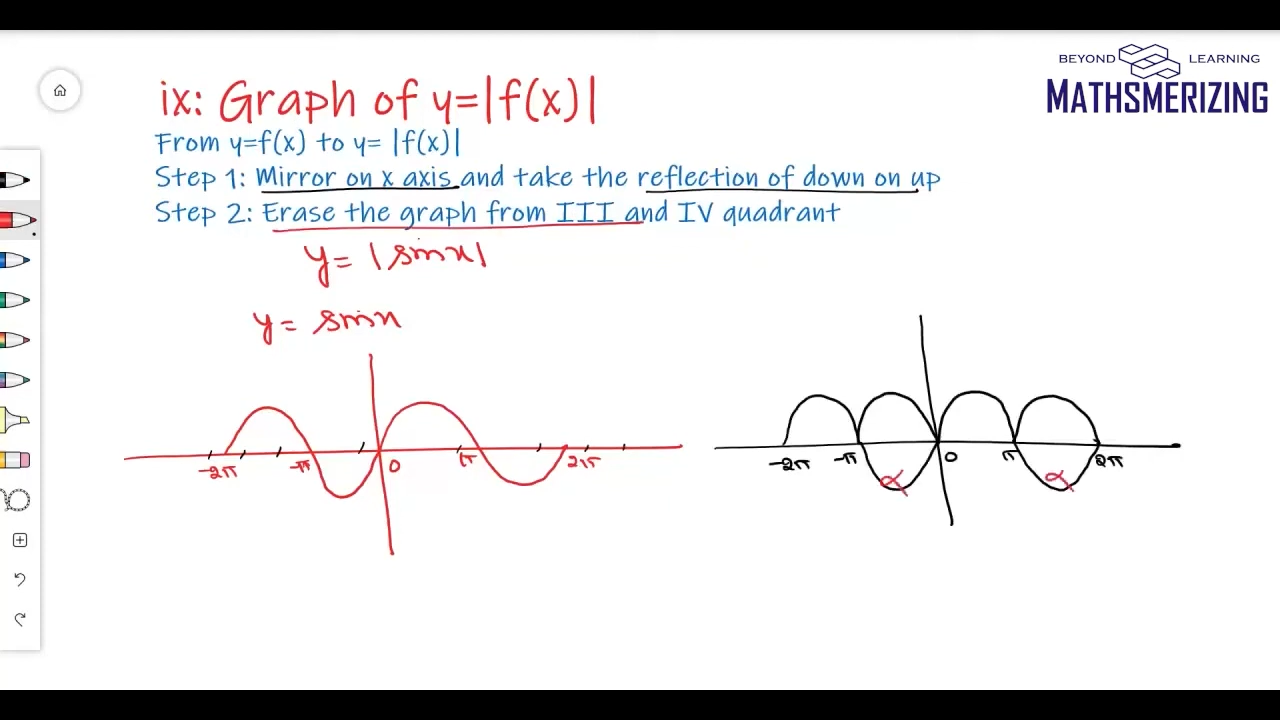 BEYOND LEARNING
MATHSMERIZING
ix: Graph of y=|f(x)|
From y=f(x) to y= |f(x)|
Step 1: Mirror on x axis and take the reflection of down on up
Step 2: Erase the graph from III and IV quadrant
y= |sinx|
y= sinx
-2π -π 0 π 2π
-2π -π 0 π 2π